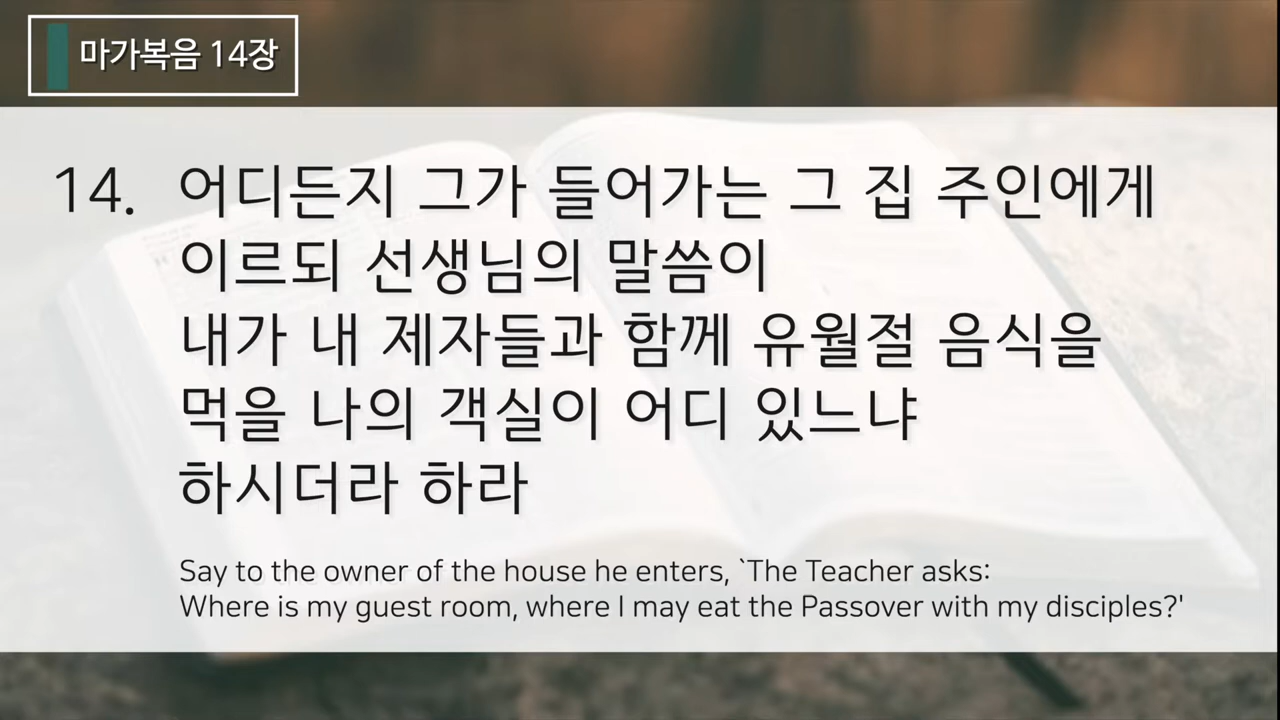 마가복음 14장
14. 어디든지 그가 들어가는 그 집 주인에게
이르되 선생님의 말씀이
내가 내 제자들과 함께 유월절 음식을
먹을 나의 객실이 어디 있느냐
하시더라 하라
Say to the owner of the house he enters, `The Teacher asks:
Where is my guest room, where I may eat the Passover with my disciples?'